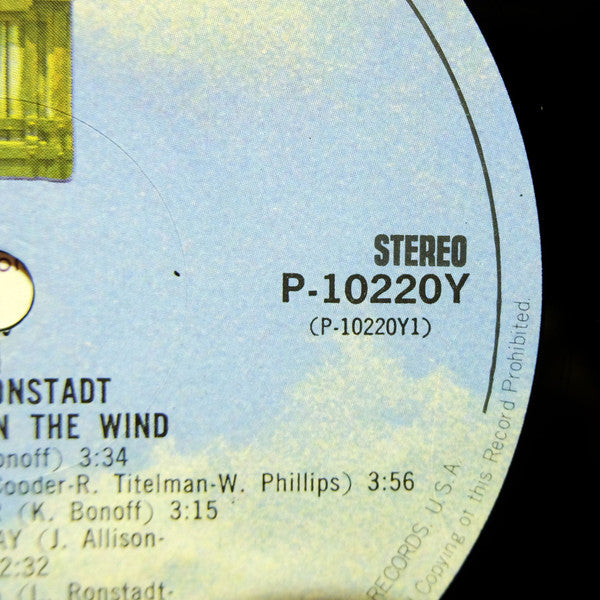 STEREO
P-10220Y
(P-10220Y1)
ONSTADT
N THE WIND
onoff) 3:34
Cooder-R. Titelman-W. Phillips) 3:56
(K. Bonoff) 3:15
AY (J. Allison-
2:32
(L. Ronstadt-
RECORDS, U.S.A.
Copying of this Record Prohibited.